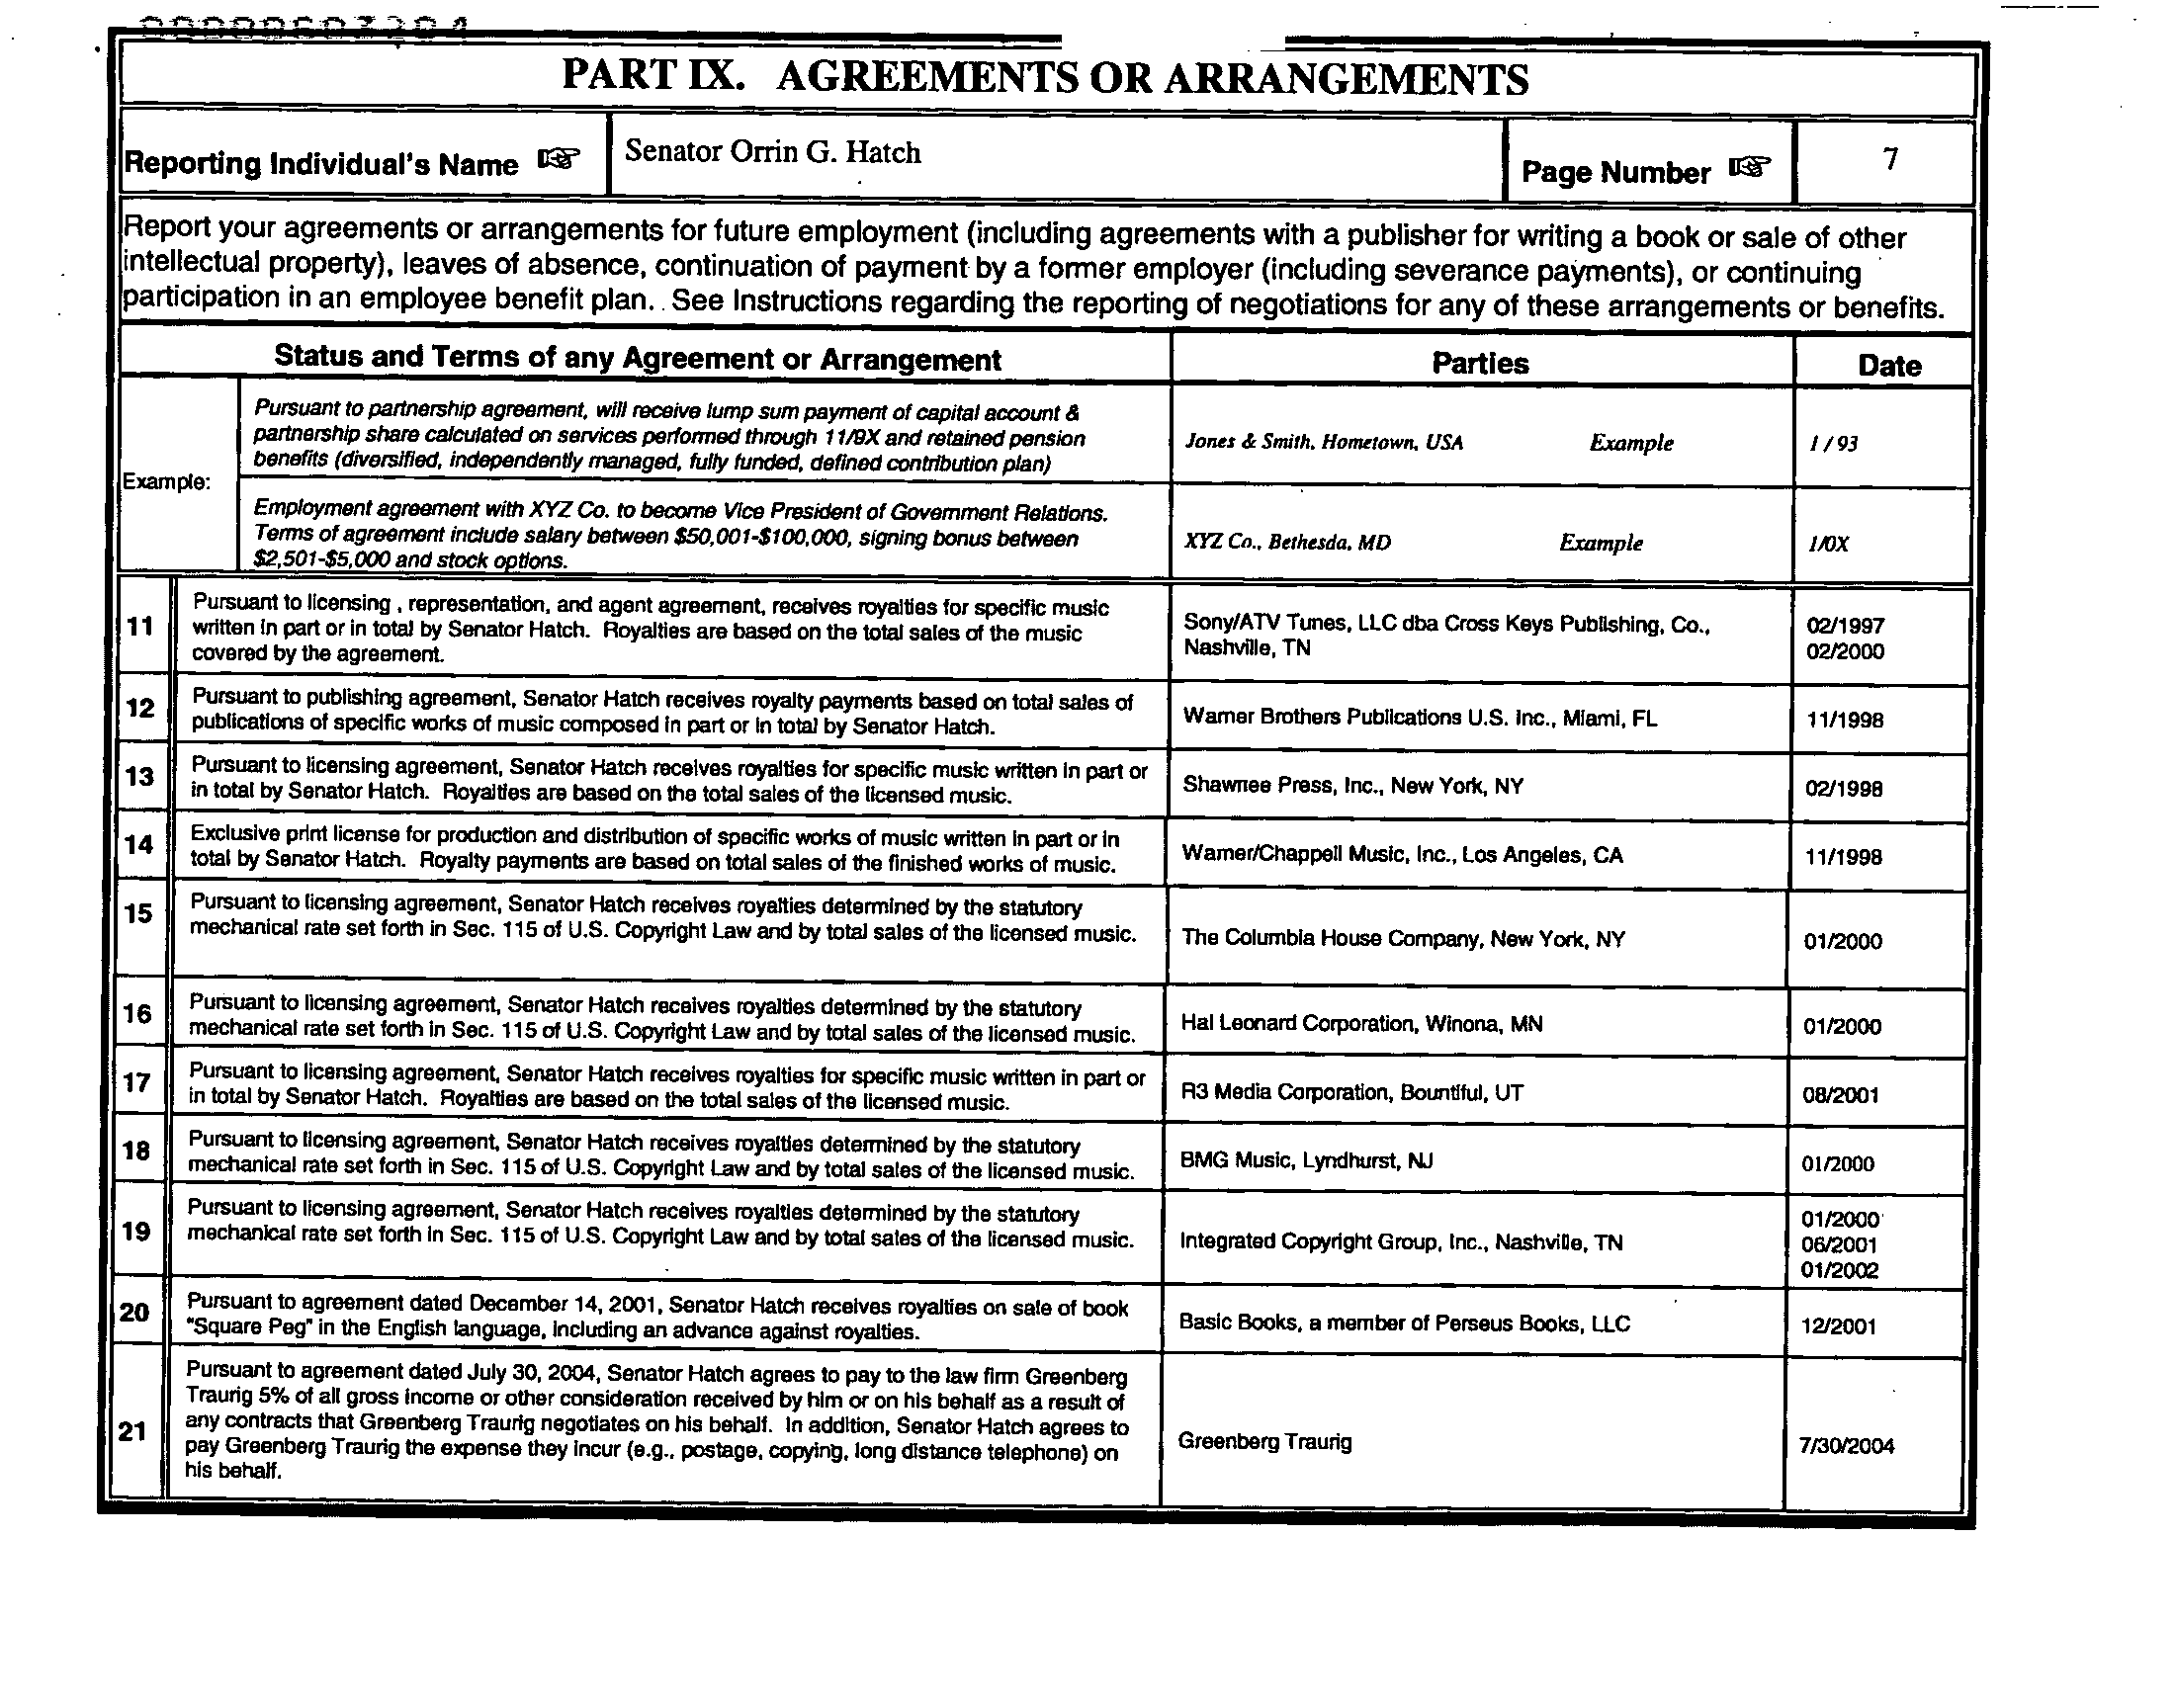 PART IX. AGREEMENTS OR ARRANGEMENTS
Reporting Individual's Name
Senator Orrin G. Hatch
Page Number
7
Report your agreements or arrangements for future employment (including agreements with a publisher for writing a book or sale of other
intellectual property), leaves of absence, continuation of payment by a former employer (including severance payments), or continuing
participation in an employee benefit plan. See Instructions regarding the reporting of negotiations for any of these arrangements or benefits.
Status and Terms of any Agreement or Arrangement
Parties
Date
Example:
Pursuant to partnership agreement, will receive lump sum payment of capital account &
partnership share calculated on services performed through 11/9X and retained pension
benefits (diversified, independently managed, fully funded, defined contribution plan)
Jones & Smith, Hometown, USA Example
1 / 93
Employment agreement with XYZ Co. to become Vice President of Government Relations.
Terms of agreement include salary between $50,001-$100,000, signing bonus between
$2,501-$5,000 and stock options.
XYZ Co., Bethesda, MD Example
1/0X
11
Pursuant to licensing , representation, and agent agreement, receives royalties for specific music
written in part or in total by Senator Hatch. Royalties are based on the total sales of the music
covered by the agreement.
Sony/ATV Tunes, LLC dba Cross Keys Publishing, Co.,
Nashville, TN
02/1997
02/2000
12
Pursuant to publishing agreement, Senator Hatch receives royalty payments based on total sales of
publications of specific works of music composed in part or in total by Senator Hatch.
Warner Brothers Publications U.S. Inc., Miami, FL
11/1998
13
Pursuant to licensing agreement, Senator Hatch receives royalties for specific music written in part or
in total by Senator Hatch. Royalties are based on the total sales of the licensed music.
Shawnee Press, Inc., New York, NY
02/1998
14
Exclusive print license for production and distribution of specific works of music written in part or in
total by Senator Hatch. Royalty payments are based on total sales of the finished works of music.
Warner/Chappell Music, Inc., Los Angeles, CA
11/1998
15
Pursuant to licensing agreement, Senator Hatch receives royalties determined by the statutory
mechanical rate set forth in Sec. 115 of U.S. Copyright Law and by total sales of the licensed music.
The Columbia House Company, New York, NY
01/2000
16
Pursuant to licensing agreement, Senator Hatch receives royalties determined by the statutory
mechanical rate set forth in Sec. 115 of U.S. Copyright Law and by total sales of the licensed music.
Hal Leonard Corporation, Winona, MN
01/2000
17
Pursuant to licensing agreement, Senator Hatch receives royalties for specific music written in part or
in total by Senator Hatch. Royalties are based on the total sales of the licensed music.
R3 Media Corporation, Bountiful, UT
08/2001
18
Pursuant to licensing agreement, Senator Hatch receives royalties determined by the statutory
mechanical rate set forth in Sec. 115 of U.S. Copyright Law and by total sales of the licensed music.
BMG Music, Lyndhurst, NJ
01/2000
19
Pursuant to licensing agreement, Senator Hatch receives royalties determined by the statutory
mechanical rate set forth in Sec. 115 of U.S. Copyright Law and by total sales of the licensed music.
Integrated Copyright Group, Inc., Nashville, TN
01/2000
06/2001
01/2002
20
Pursuant to agreement dated December 14, 2001, Senator Hatch receives royalties on sale of book
"Square Peg" in the English language, including an advance against royalties.
Basic Books, a member of Perseus Books, LLC
12/2001
21
Pursuant to agreement dated July 30, 2004, Senator Hatch agrees to pay to the law firm Greenberg
Traurig 5% of all gross income or other consideration received by him or on his behalf as a result of
any contracts that Greenberg Traurig negotiates on his behalf. In addition, Senator Hatch agrees to
pay Greenberg Traurig the expense they incur (e.g., postage, copying, long distance telephone) on
his behalf.
Greenberg Traurig
7/30/2004